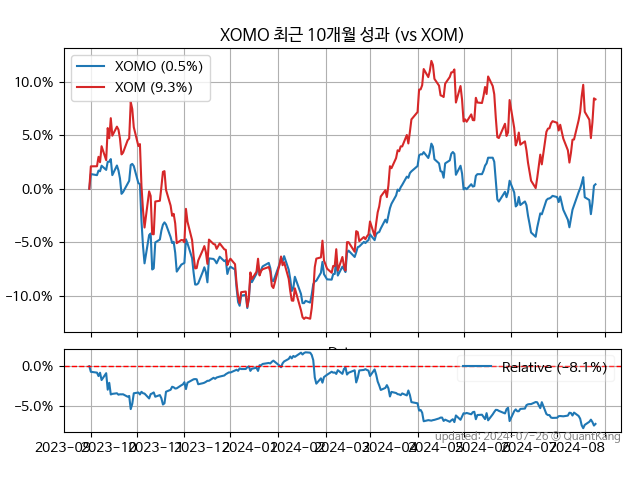 XOMO 최근 10개월 성과 (vs XOM)
XOMO (0.5%)
XOM (9.3%)
10.0%
5.0%
0.0%
−5.0%
−10.0%
0.0%
−5.0%
Relative (−8.1%)
2023-09 2023-10 2023-11 2023-12 2024-01 2024-02 2024-03 2024-04 2024-05 2024-06 2024-07 2024-08
updated: 2024-07-26 © QuantKang